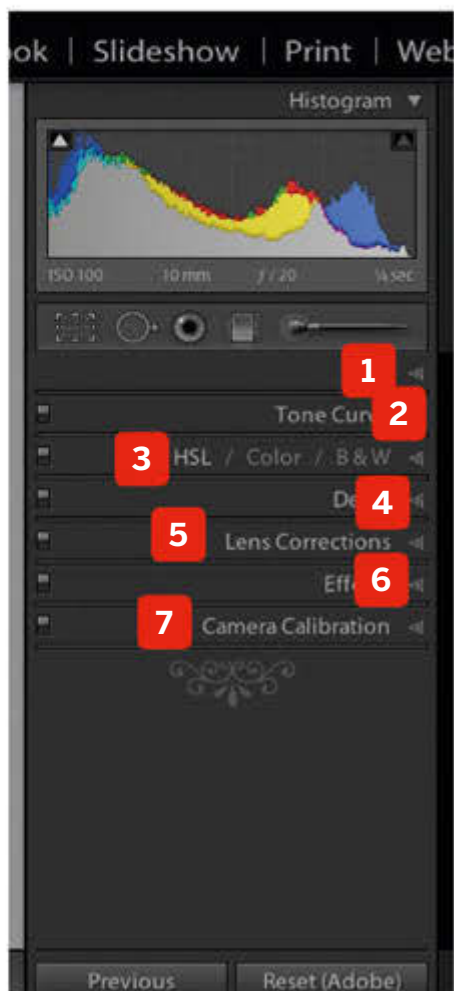 ok | Slideshow | Print | Web
Histogram
ISO 100 10 mm f / 20 ¼ sec
1
Tone Cur 2
3 HSL / Color / B & W
De 4
5 Lens Corrections
Eff 6
7 Camera Calibration
Previous Reset (Adobe)